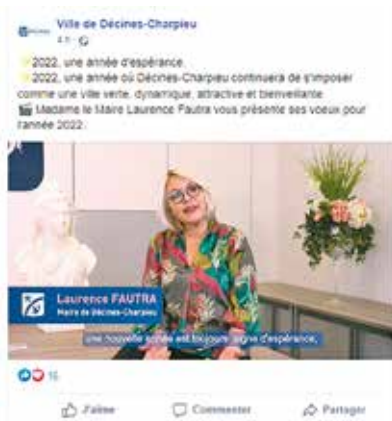 Ville de Décines-Charpieu
4 h ·
2022, une année d'espérance.
2022, une année où Décines-Charpieu continuera de s'imposer
comme une ville verte, dynamique, attractive et bienveillante.
Madame le Maire Laurence Fautra vous présente ses voeux pour
l'année 2022.
Laurence FAUTRA
Maire de Décines-Charpieu
une nouvelle année est toujours signe d'espérance,
16
J'aime
Commenter
Partager